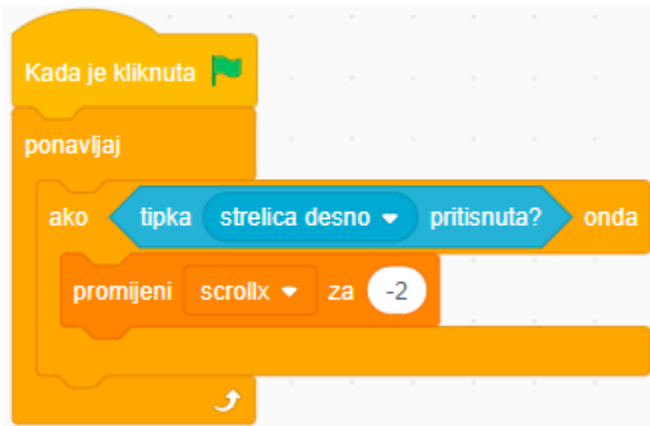 Kada je kliknuta
ponavljaj
ako tipka strelica desno pritisnuta? onda
promijeni scrollx za -2